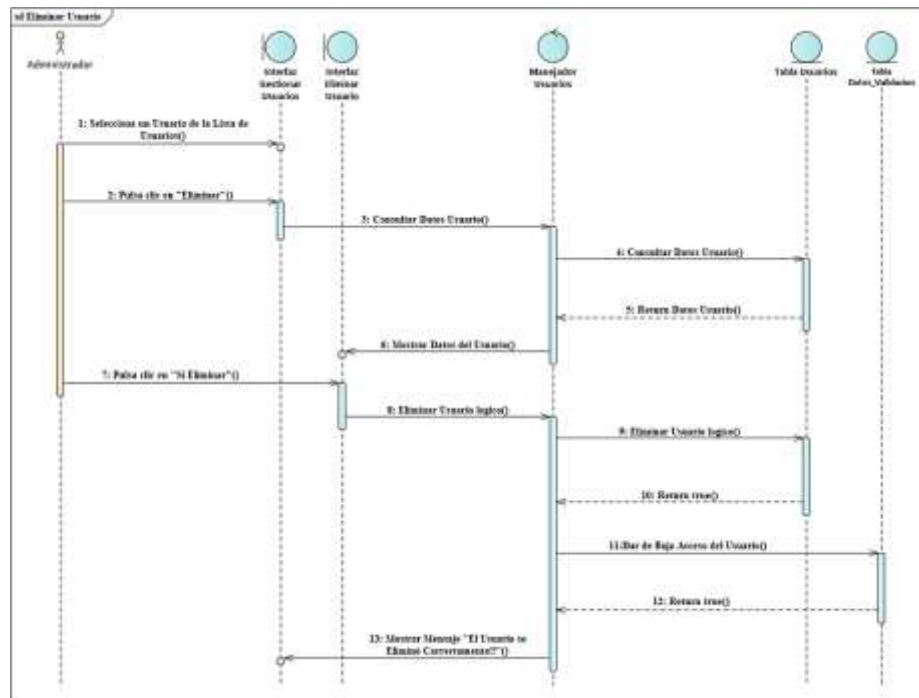 sd Eliminar Usuario
Administrador
Interfaz
Gestionar
Usuarios
Interfaz
Eliminar
Usuario
Manejador
Usuarios
Tabla Usuarios
Tabla
Datos_Validacion
1: Selecciona un Usuario de la Lista de
Usuarios()
2: Pulsa clic en "Eliminar"()
3: Consultar Datos Usuario()
4: Consultar Datos Usuario()
5: Return Datos Usuario()
6: Mostrar Datos del Usuario()
7: Pulsa clic en "Si Eliminar"()
8: Eliminar Usuario logico()
9: Eliminar Usuario logico()
10: Return true()
11:Dar de Baja Acceso del Usuario()
12: Return true()
13: Mostrar Mensaje "El Usuario se
Eliminó Correctamente!!"()